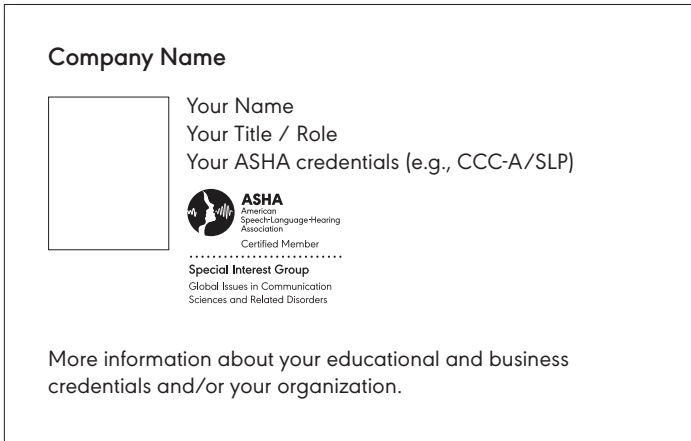 Company Name
Your Name
Your Title / Role
Your ASHA credentials (e.g., CCC-A/SLP)
ASHA
American
Speech-Language-Hearing
Association
Certified Member
Special Interest Group
Global Issues in Communication
Sciences and Related Disorders
More information about your educational and business
credentials and/or your organization.